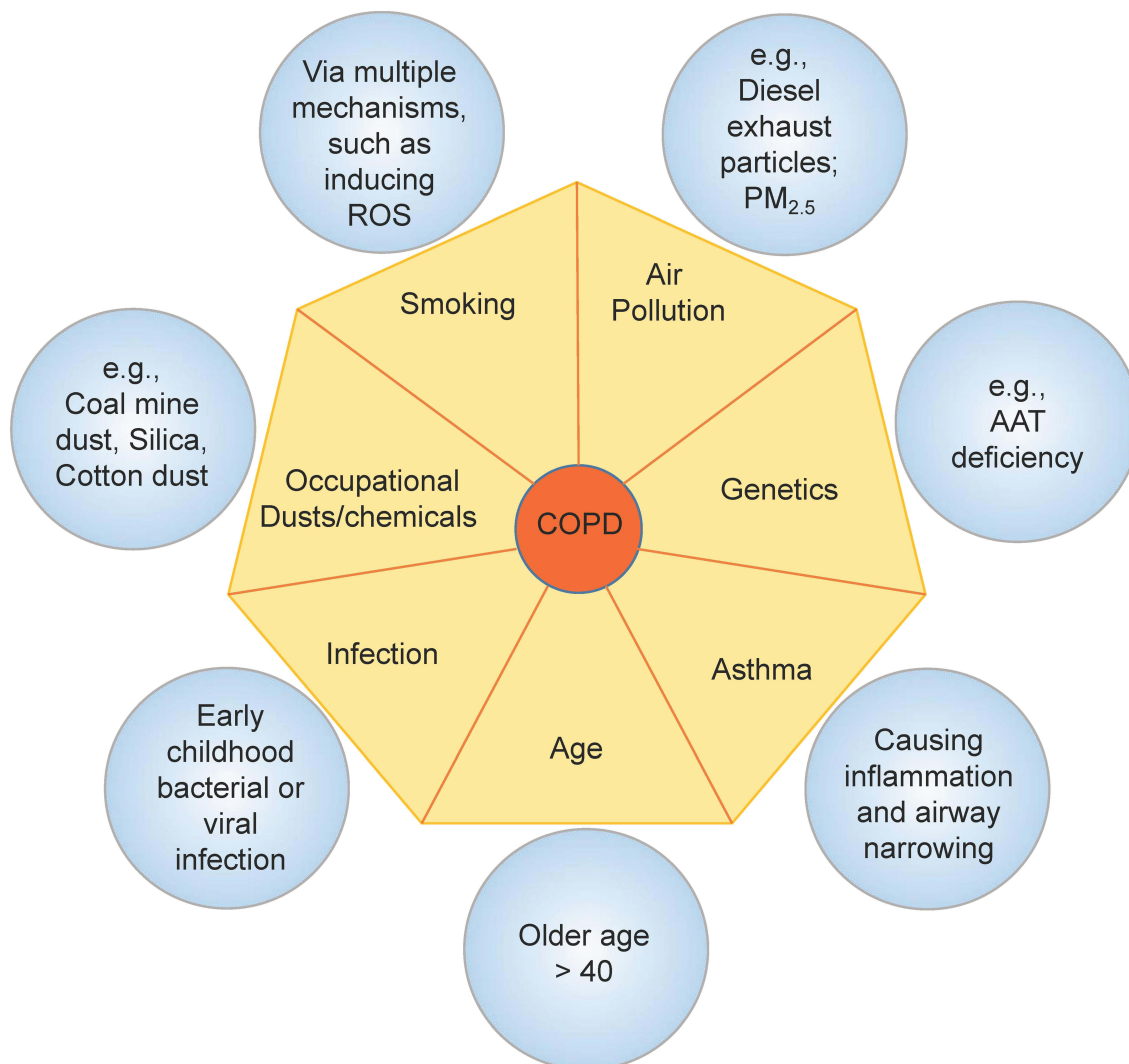 Via multiple
mechanisms,
such as
inducing
ROS
e.g.,
Diesel
exhaust
particles;
PM2.5
Smoking
Air
Pollution
e.g.,
Coal mine
dust, Silica,
Cotton dust
e.g.,
AAT
deficiency
Occupational
Dusts/chemicals
COPD
Genetics
Infection
Asthma
Age
Early
childhood
bacterial or
viral
infection
Causing
inflammation
and airway
narrowing
Older age
> 40